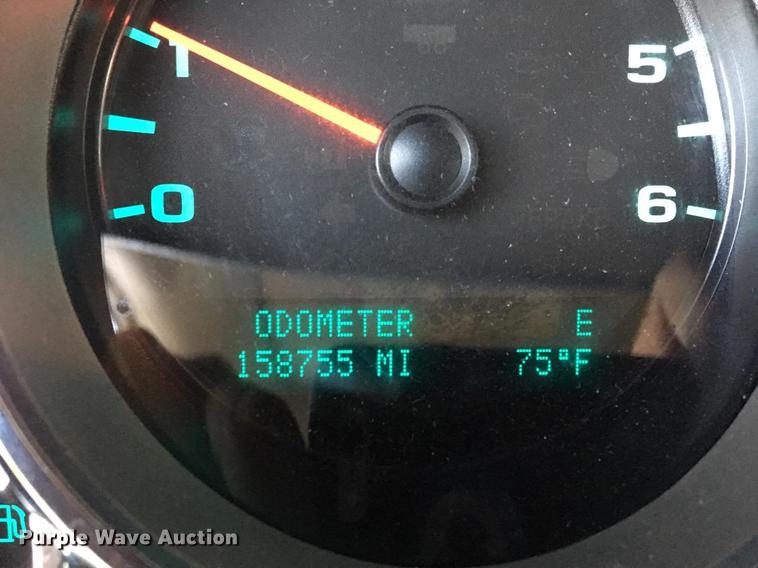 1
5
0
6
ODOMETER E
158755 MI 75°F
Purple Wave Auction